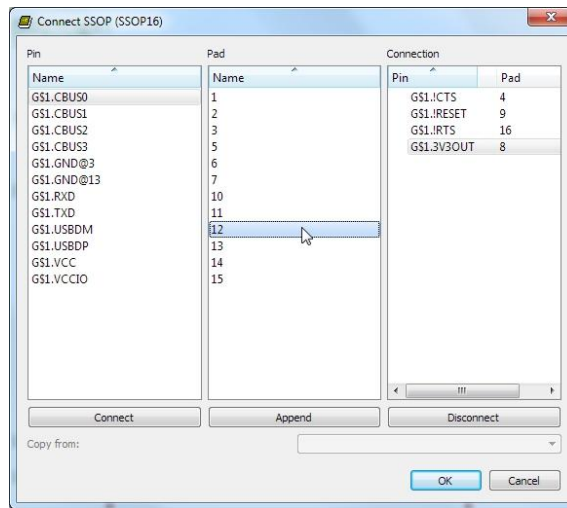 Connect SSOP (SSOP16)
Pin
Name
G$1.CBUS0
G$1.CBUS1
G$1.CBUS2
G$1.CBUS3
G$1.GND@3
G$1.GND@13
G$1.RXD
G$1.TXD
G$1.USBDM
G$1.USBDP
G$1.VCC
G$1.VCCIO
Connect
Pad
Name
1
2
3
5
6
7
10
11
12
13
14
15
Append
Connection
Pin Pad
G$1.!CTS 4
G$1.!RESET 9
G$1.!RTS 16
G$1.3V3OUT 8
Disconnect
Copy from:
OK Cancel